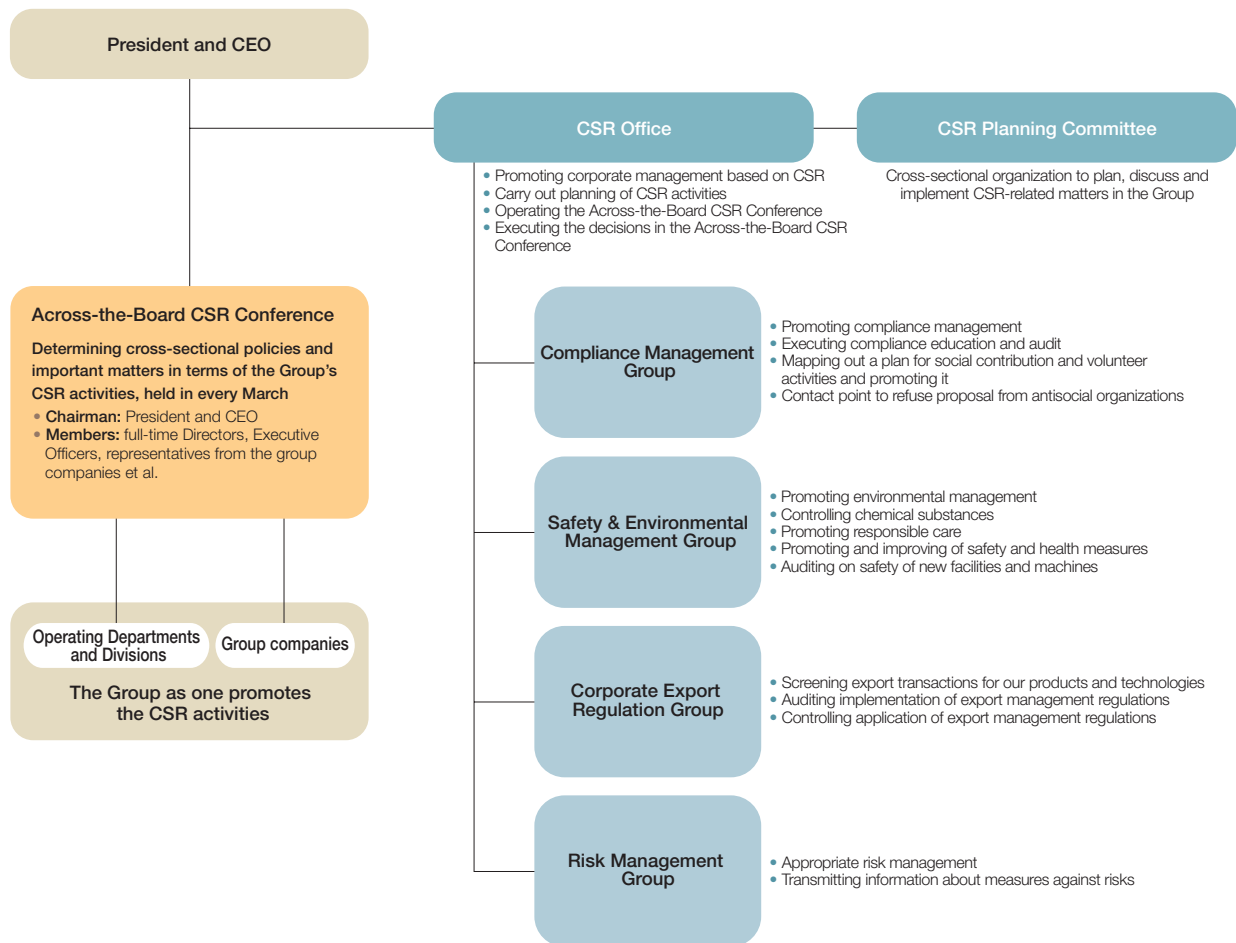 President and CEO
CSR Office
CSR Planning Committee
• Promoting corporate management based on CSR
• Carry out planning of CSR activities
• Operating the Across-the-Board CSR Conference
• Executing the decisions in the Across-the-Board CSR
Conference
Cross-sectional organization to plan, discuss and
implement CSR-related matters in the Group
Across-the-Board CSR Conference
Determining cross-sectional policies and
important matters in terms of the Group's
CSR activities, held in every March
• Chairman: President and CEO
• Members: full-time Directors, Executive
Officers, representatives from the group
companies et al.
Operating Departments
and Divisions
Group companies
The Group as one promotes
the CSR activities
Compliance Management
Group
• Promoting compliance management
• Executing compliance education and audit
• Mapping out a plan for social contribution and volunteer
activities and promoting it
• Contact point to refuse proposal from antisocial organizations
Safety & Environmental
Management Group
• Promoting environmental management
• Controlling chemical substances
• Promoting responsible care
• Promoting and improving of safety and health measures
• Auditing on safety of new facilities and machines
Corporate Export
Regulation Group
• Screening export transactions for our products and technologies
• Auditing implementation of export management regulations
• Controlling application of export management regulations
Risk Management
Group
• Appropriate risk management
• Transmitting information about measures against risks